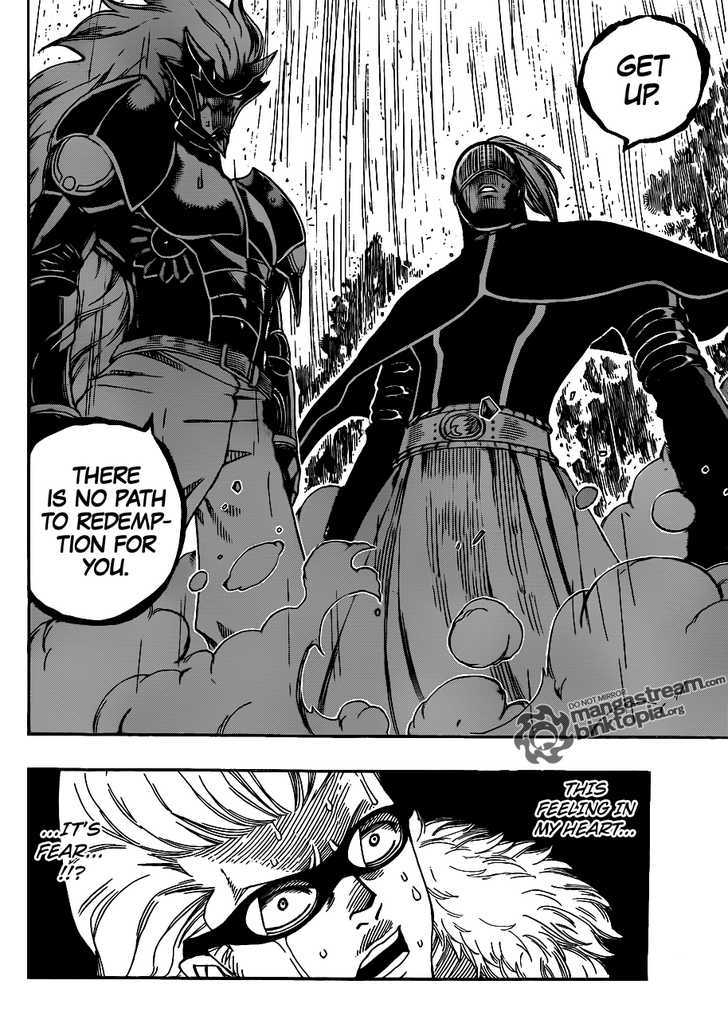 GET
UP.
THERE
IS NO PATH
TO REDEMP-
TION FOR
YOU.
DO NOT MIRROR
mangastream.com
binktopia.org
THIS
FEELING IN
MY HEART...
...IT'S
FEAR...
!!?